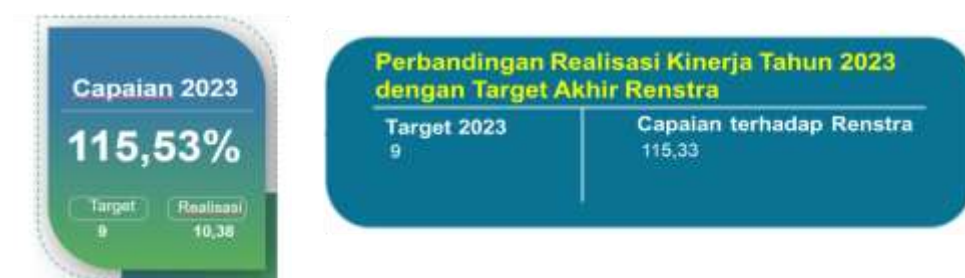 Capaian 2023
115,53%
Target Realisasi
9 10,38
Perbandingan Realisasi Kinerja Tahun 2023
dengan Target Akhir Renstra
Target 2023 Capaian terhadap Renstra
9 115,33